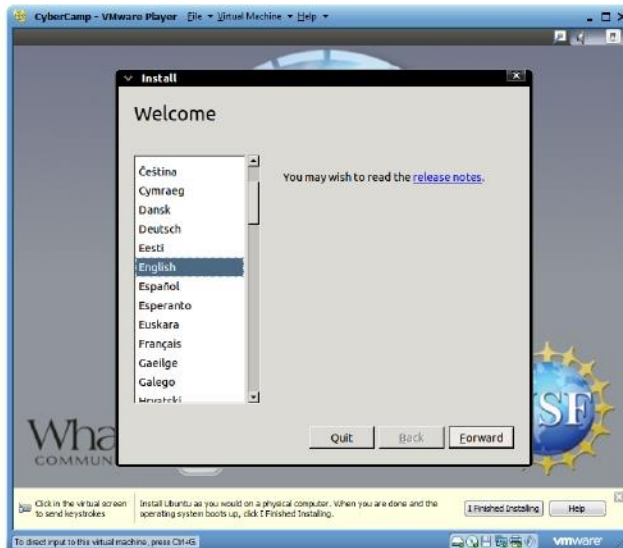 CyberCamp - VMware Player File Virtual Machine Help
Install
Welcome
Čeština
Cymraeg
Dansk
Deutsch
Eesti
English
Español
Esperanto
Euskara
Français
Gaeilge
Galego
Hrvatski
You may wish to read the release notes.
Quit Back Forward
Wha
COMMUN
SF
Click in the virtual screen
to send keystrokes
Install Ubuntu as you would on a physical computer. When you are done and the
operating system boots up, click I Finished Installing.
I Finished Installing Help
To direct input to this virtual machine, press Ctrl+G.
vmware